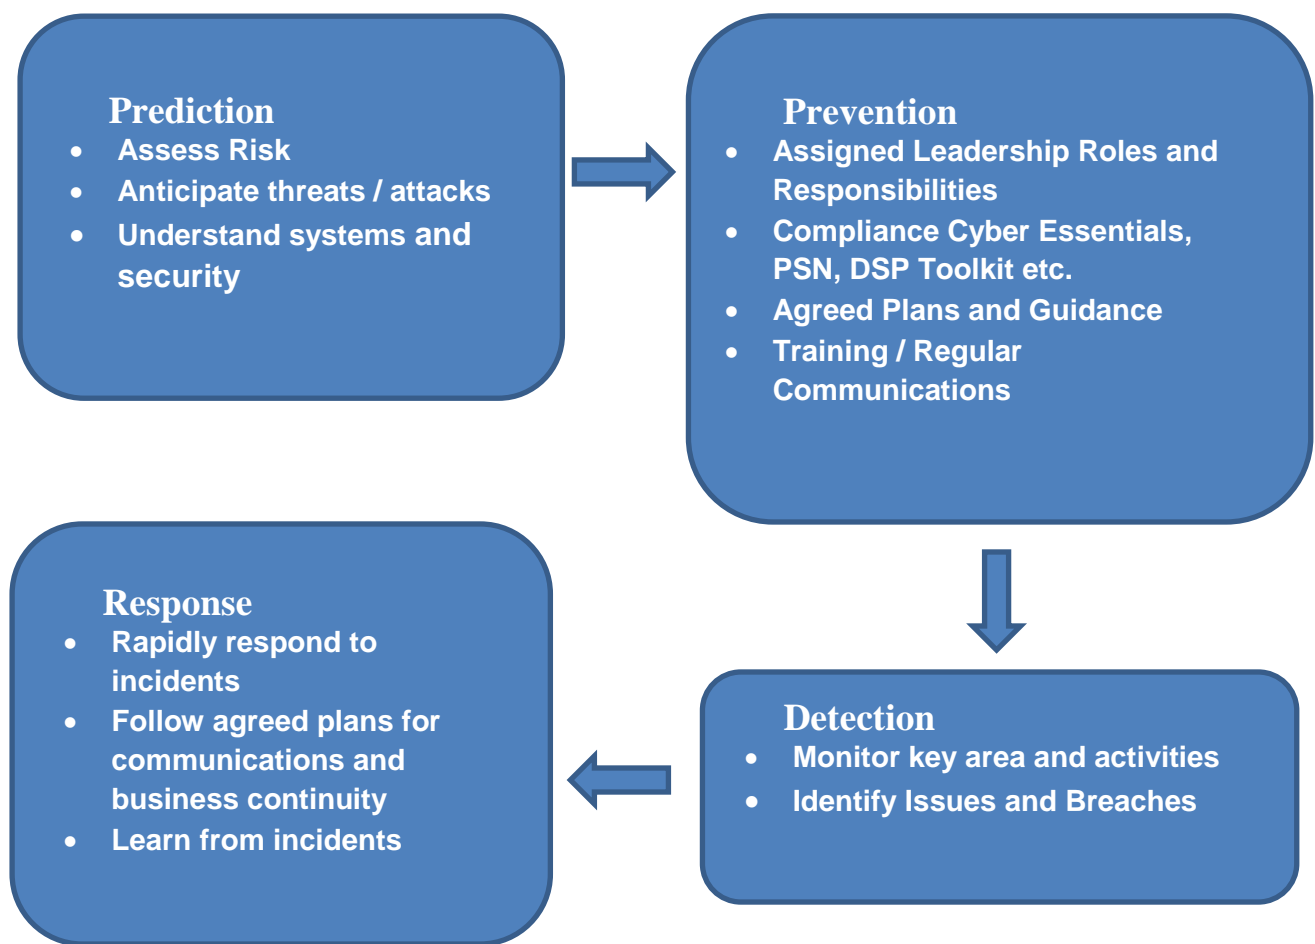 Prediction
• Assess Risk
• Anticipate threats / attacks
• Understand systems and
security
Prevention
• Assigned Leadership Roles and
Responsibilities
• Compliance Cyber Essentials,
PSN, DSP Toolkit etc.
• Agreed Plans and Guidance
• Training / Regular
Communications
Detection
• Monitor key area and activities
• Identify Issues and Breaches
Response
• Rapidly respond to
incidents
• Follow agreed plans for
communications and
business continuity
• Learn from incidents